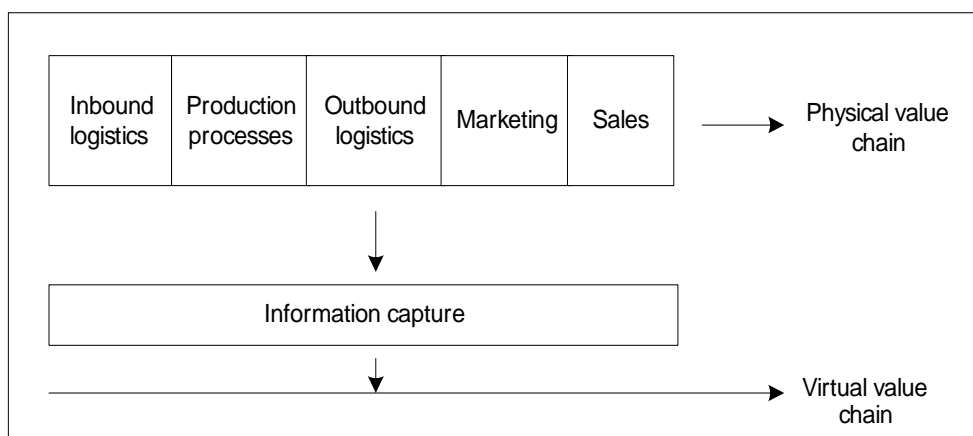 Inbound
logistics
Production
processes
Outbound
logistics
Marketing
Sales
Physical value
chain
Information capture
Virtual value
chain